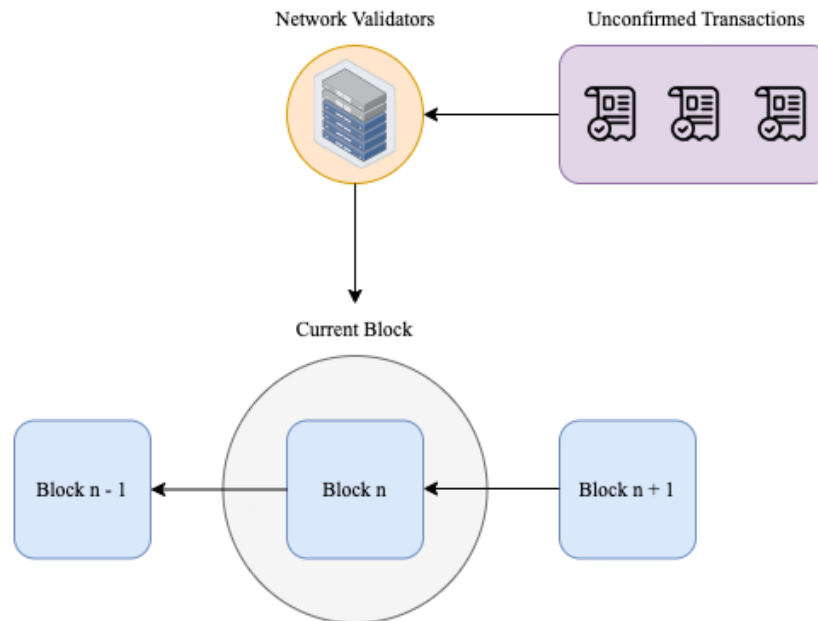 Network Validators
Unconfirmed Transactions
Current Block
Block n - 1
Block n
Block n + 1